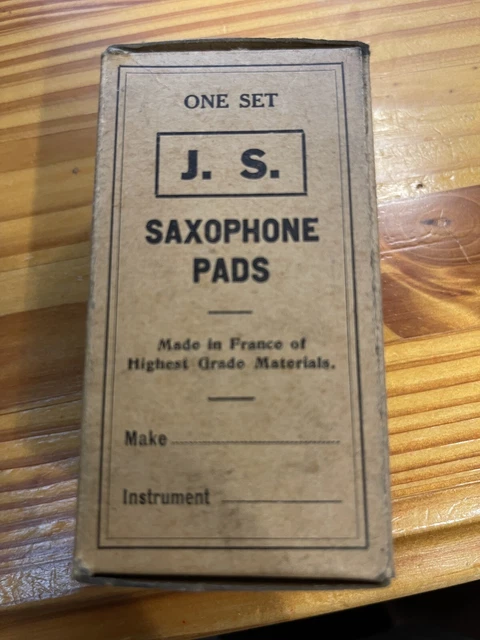 ONE SET
J. S.
SAXOPHONE
PADS
Made in France of
Highest Grade Materials.
Make
Instrument